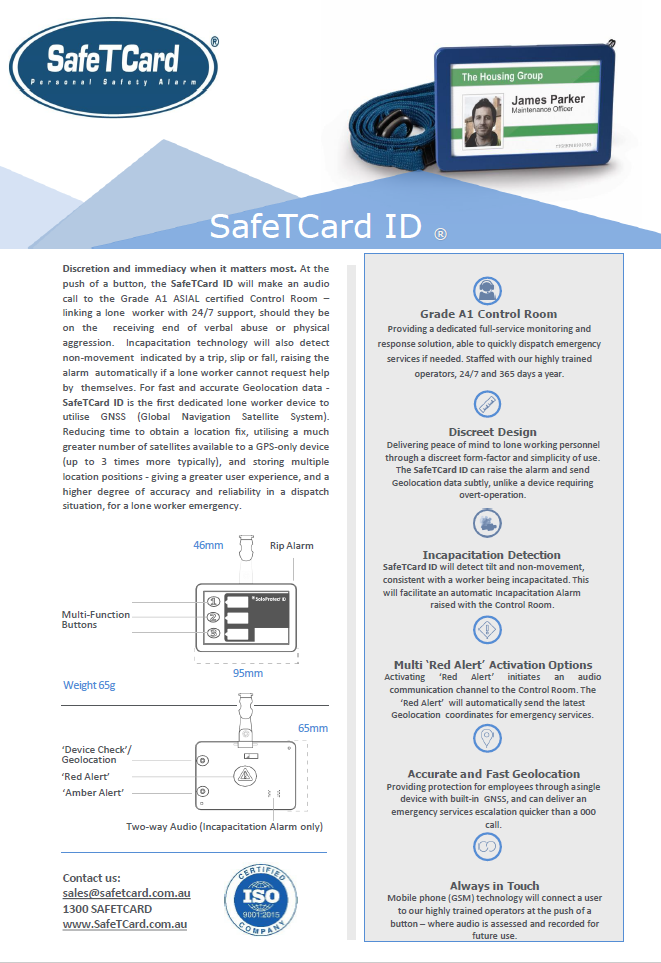 SafeTCard ®
Personal Safety Alarm
The Housing Group
James Parker
Maintenance Officer
SafeTCard ID ®
Discretion and immediacy when it matters most. At the
push of a button, the SafeTCard ID will make an audio
call to the Grade A1 ASIAL certified Control Room –
linking a lone worker with 24/7 support, should they be
on the receiving end of verbal abuse or physical
aggression. Incapacitation technology will also detect
non-movement indicated by a trip, slip or fall, raising the
alarm automatically if a lone worker cannot request help
by themselves. For fast and accurate Geolocation data -
SafeTCard ID is the first dedicated lone worker device to
utilise GNSS (Global Navigation Satellite System).
Reducing time to obtain a location fix, utilising a much
greater number of satellites available to a GPS-only device
(up to 3 times more typically), and storing multiple
location positions - giving a greater user experience, and a
higher degree of accuracy and reliability in a dispatch
situation, for a lone worker emergency.
46mm
Rip Alarm
SafeProtect ID
1
2
3
Multi-Function
Buttons
95mm
Weight 65g
65mm
‘Device Check’/
Geolocation
‘Red Alert’
‘Amber Alert’
Two-way Audio (Incapacitation Alarm only)
Contact us:
sales@safetcard.com.au
1300 SAFETCARD
www.SafeTCard.com.au
CERTIFIED
ISO
9001:2015
COMPANY
Grade A1 Control Room
Providing a dedicated full-service monitoring and
response solution, able to quickly dispatch emergency
services if needed. Staffed with our highly trained
operators, 24/7 and 365 days a year.
Discreet Design
Delivering peace of mind to lone working personnel
through a discreet form-factor and simplicity of use.
The SafeTCard ID can raise the alarm and send
Geolocation data subtly, unlike a device requiring
overt-operation.
Incapacitation Detection
SafeTCard ID will detect tilt and non-movement,
consistent with a worker being incapacitated. This
will facilitate an automatic Incapacitation Alarm
raised with the Control Room.
Multi ‘Red Alert’ Activation Options
Activating ‘Red Alert’ initiates an audio
communication channel to the Control Room. The
‘Red Alert’ will automatically send the latest
Geolocation coordinates for emergency services.
Accurate and Fast Geolocation
Providing protection for employees through asingle
device with built-in GNSS, and can deliver an
emergency services escalation quicker than a 000
call.
Always in Touch
Mobile phone (GSM) technology will connect a user
to our highly trained operators at the push of a
button – where audio is assessed and recorded for
future use.